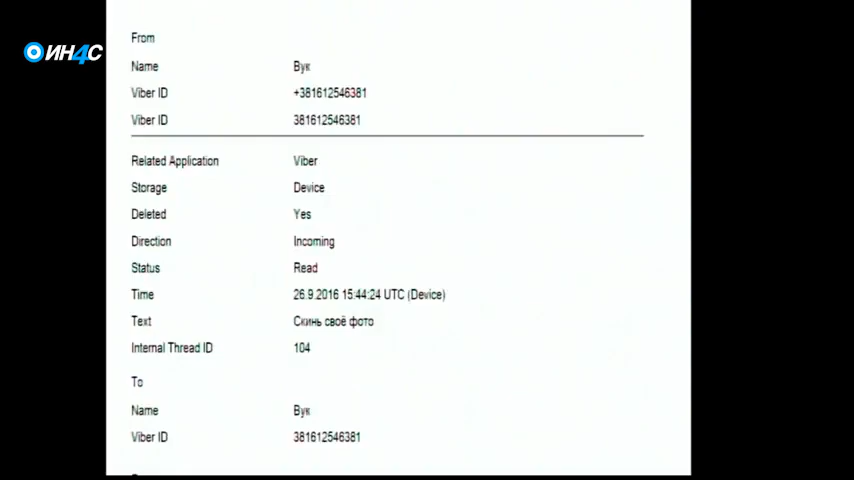 ИН4С
From
Name Вук
Viber ID +381612546381
Viber ID 381612546381
Related Application Viber
Storage Device
Deleted Yes
Direction Incoming
Status Read
Time 26.9.2016 15:44:24 UTC (Device)
Text Скинь своё фото
Internal Thread ID 104
To
Name Вук
Viber ID 381612546381